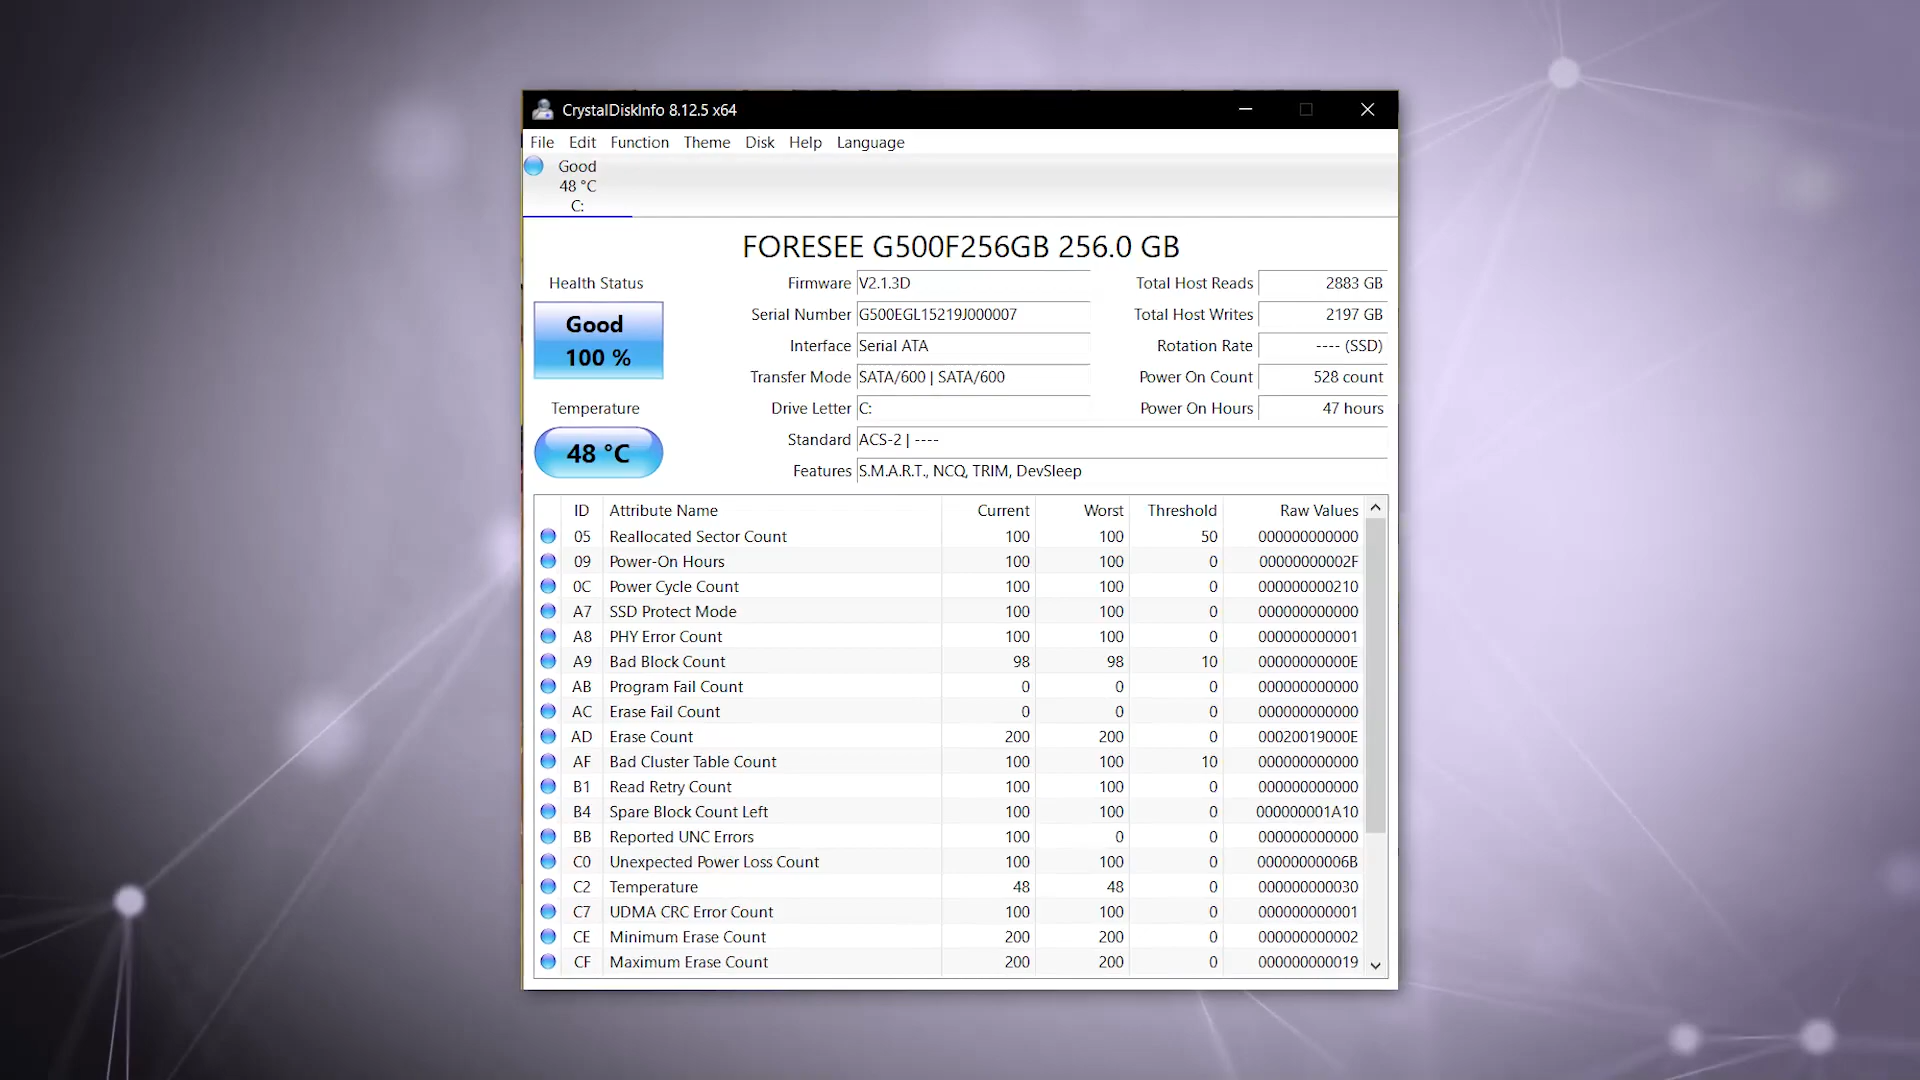 CrystalDiskInfo 8.12.5 x64
File Edit Function Theme Disk Help Language
Good
48 °C
C:
FORESEE G500F256GB 256.0 GB
Health Status
Good
100 %
Temperature
48 °C
Firmware V2.1.3D
Serial Number G500EGL15219J000007
Interface Serial ATA
Transfer Mode SATA/600 | SATA/600
Drive Letter C:
Standard ACS-2 | ----
Features S.M.A.R.T., NCQ, TRIM, DevSleep
Total Host Reads 2883 GB
Total Host Writes 2197 GB
Rotation Rate ---- (SSD)
Power On Count 528 count
Power On Hours 47 hours
ID Attribute Name Current Worst Threshold Raw Values
05 Reallocated Sector Count 100 100 50 000000000000
09 Power-On Hours 100 100 0 00000000002F
0C Power Cycle Count 100 100 0 000000000210
A7 SSD Protect Mode 100 100 0 000000000000
A8 PHY Error Count 100 100 0 000000000001
A9 Bad Block Count 98 98 10 00000000000E
AB Program Fail Count 0 0 0 000000000000
AC Erase Fail Count 0 0 0 000000000000
AD Erase Count 200 200 0 00020019000E
AF Bad Cluster Table Count 100 100 10 000000000000
B1 Read Retry Count 100 100 0 000000000000
B4 Spare Block Count Left 100 100 0 000000001A10
BB Reported UNC Errors 100 0 0 000000000000
C0 Unexpected Power Loss Count 100 100 0 00000000006B
C2 Temperature 48 48 0 000000000030
C7 UDMA CRC Error Count 100 100 0 000000000001
CE Minimum Erase Count 200 200 0 000000000002
CF Maximum Erase Count 200 200 0 000000000019